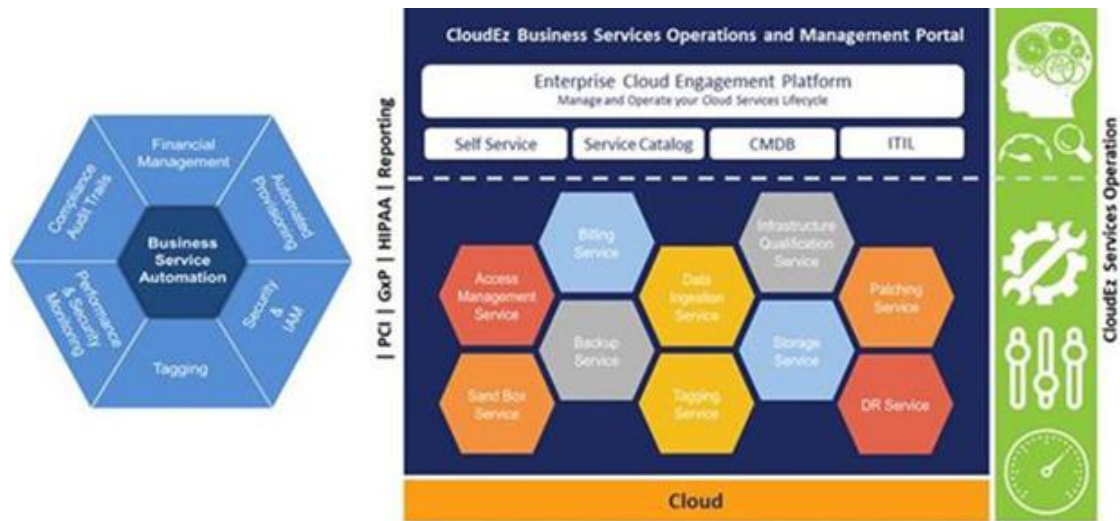 Financial
Management
Automated
Provisioning
Security
&
IAM
Tagging
Performance
& Security
Monitoring
Compliance
Audit Trails
Business
Service
Automation
| PCI | GxP | HIPAA | Reporting
CloudEz Business Services Operations and Management Portal
Enterprise Cloud Engagement Platform
Manage and Operate your Cloud Services Lifecycle
Self Service
Service Catalog
CMDB
ITIL
Billing
Service
Infrastructure
Qualification
Service
Access
Management
Service
Data
Ingestion
Service
Patching
Service
Backup
Service
Storage
Service
Sand Box
Service
Tagging
Service
DR Service
Cloud
CloudEz Services Operation